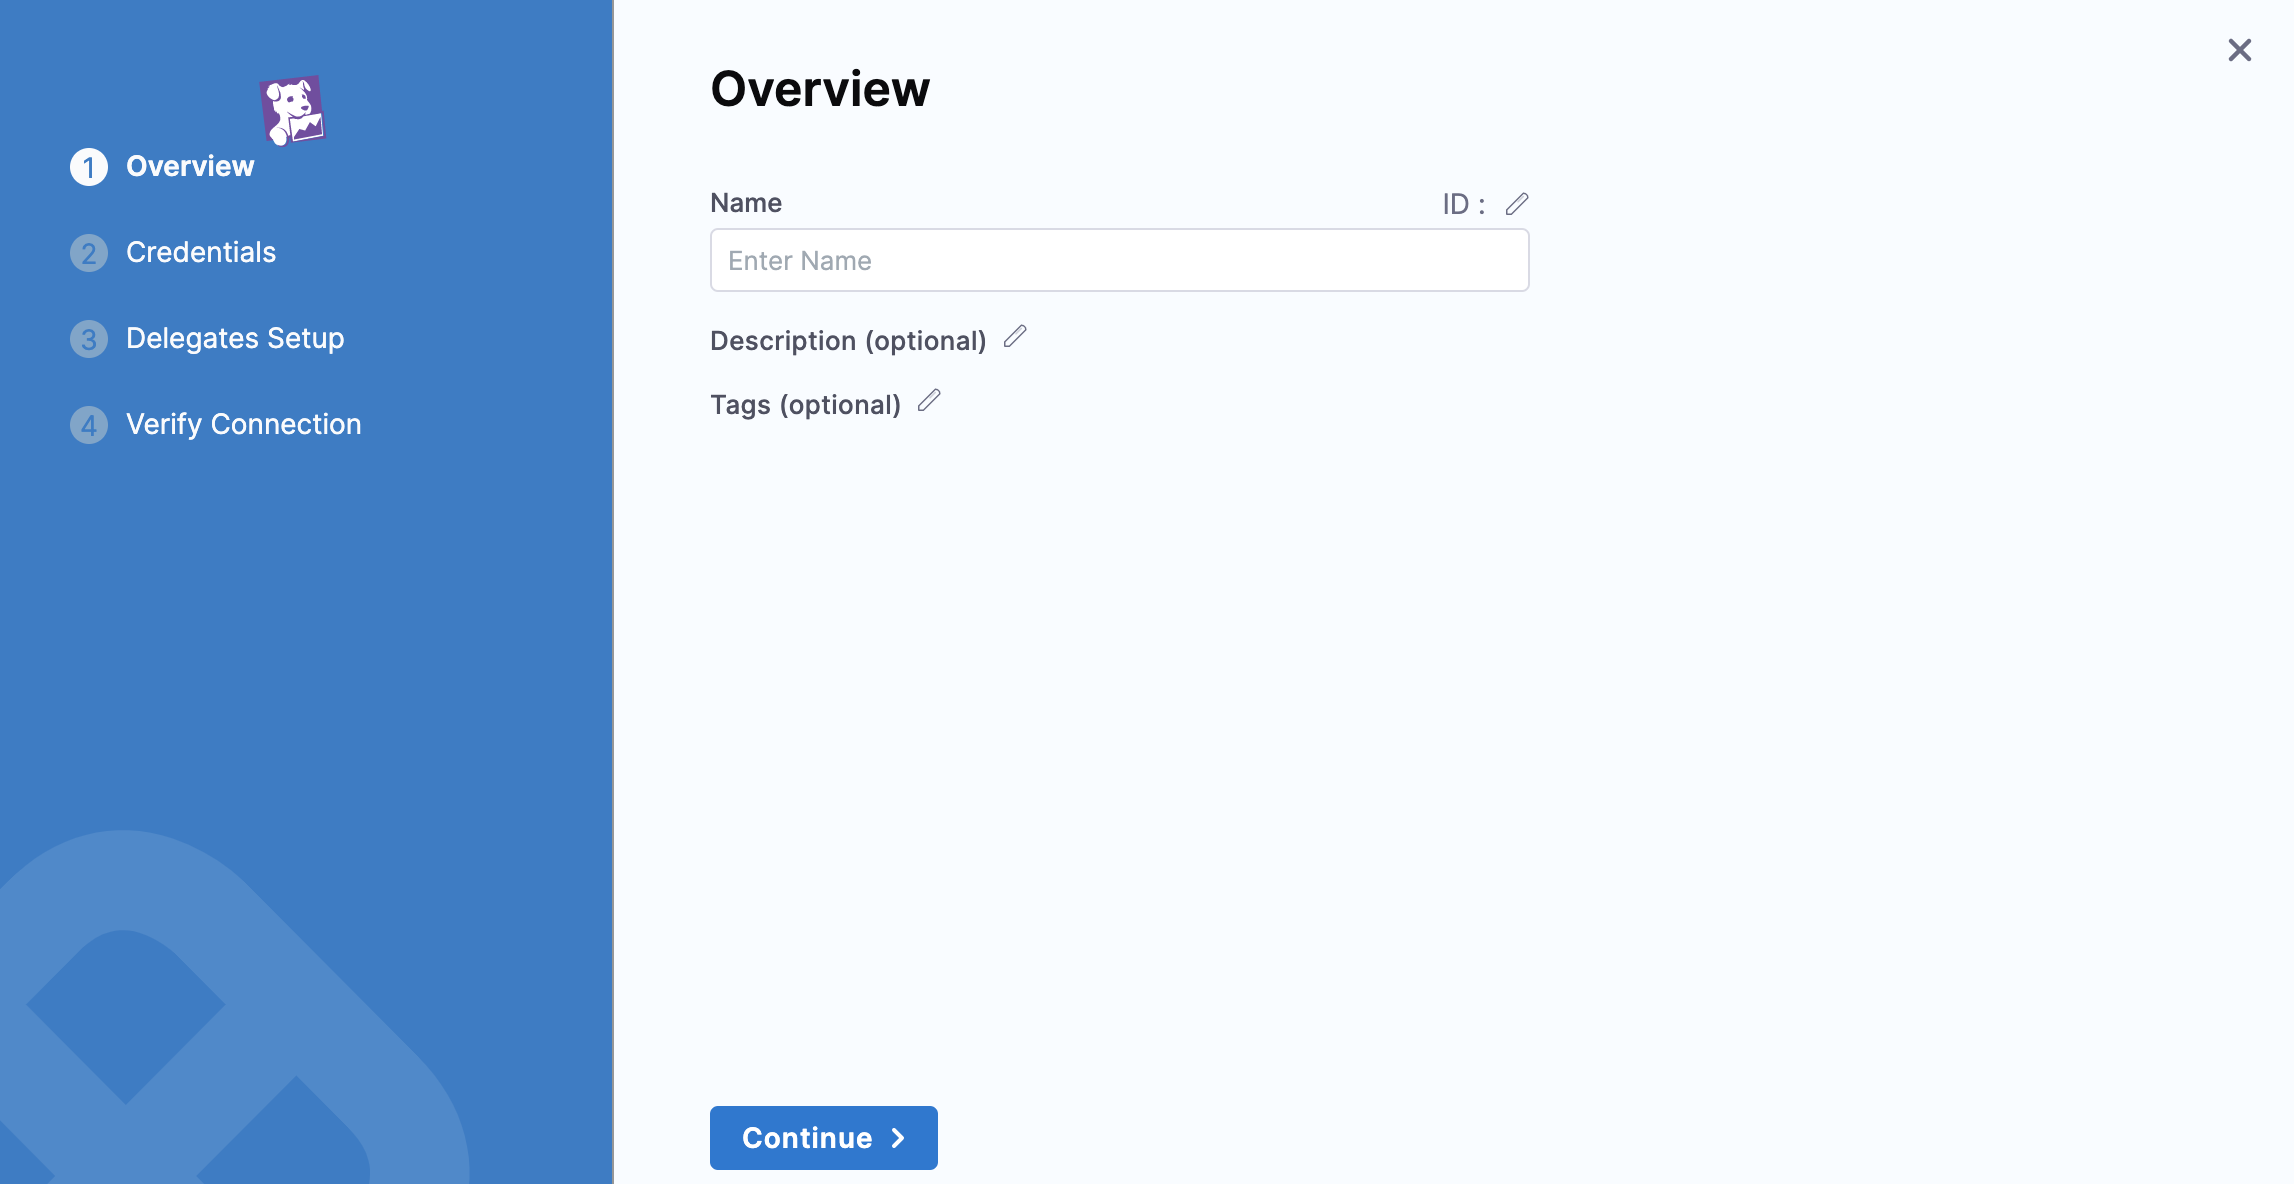 1 Overview
2 Credentials
3 Delegates Setup
4 Verify Connection
Overview
Name ID :
Enter Name
Description (optional)
Tags (optional)
Continue